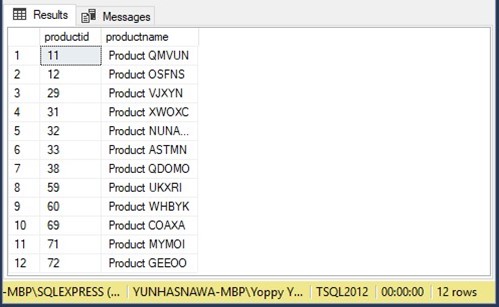 Results Messages
productid productname
1 11 Product QMVUN
2 12 Product OSFNS
3 29 Product VJXYN
4 31 Product XWOXC
5 32 Product NUNA...
6 33 Product ASTMN
7 38 Product QDOMO
8 59 Product UKXRI
9 60 Product WHBYK
10 69 Product COAXA
11 71 Product MYMOI
12 72 Product GEEOO
-MBP\SQLEXPRESS (... YUNHASNAWA-MBP\Yoppy Y... TSQL2012 00:00:00 12 rows